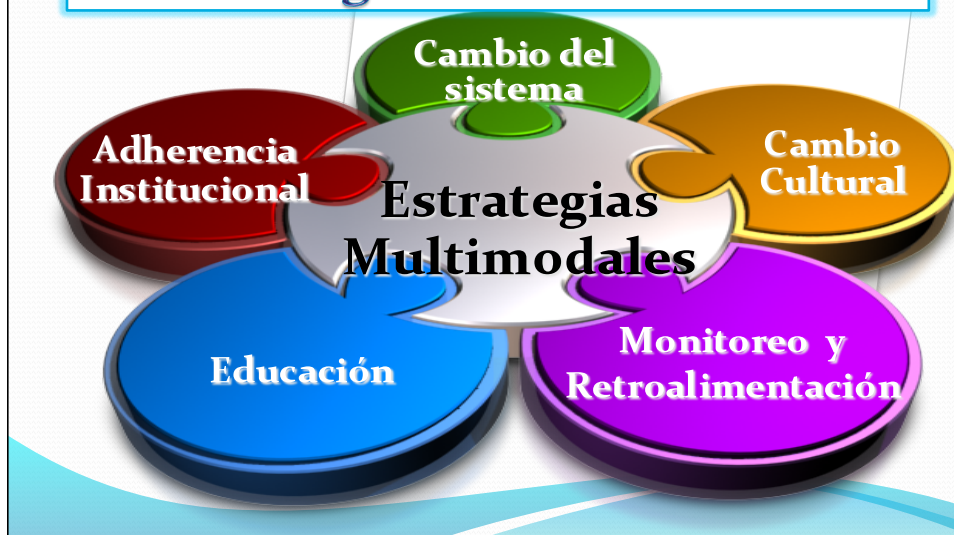 Cambio del
sistema
Adherencia
Institucional
Cambio
Cultural
Estrategias
Multimodales
Educación
Monitoreo y
Retroalimentación